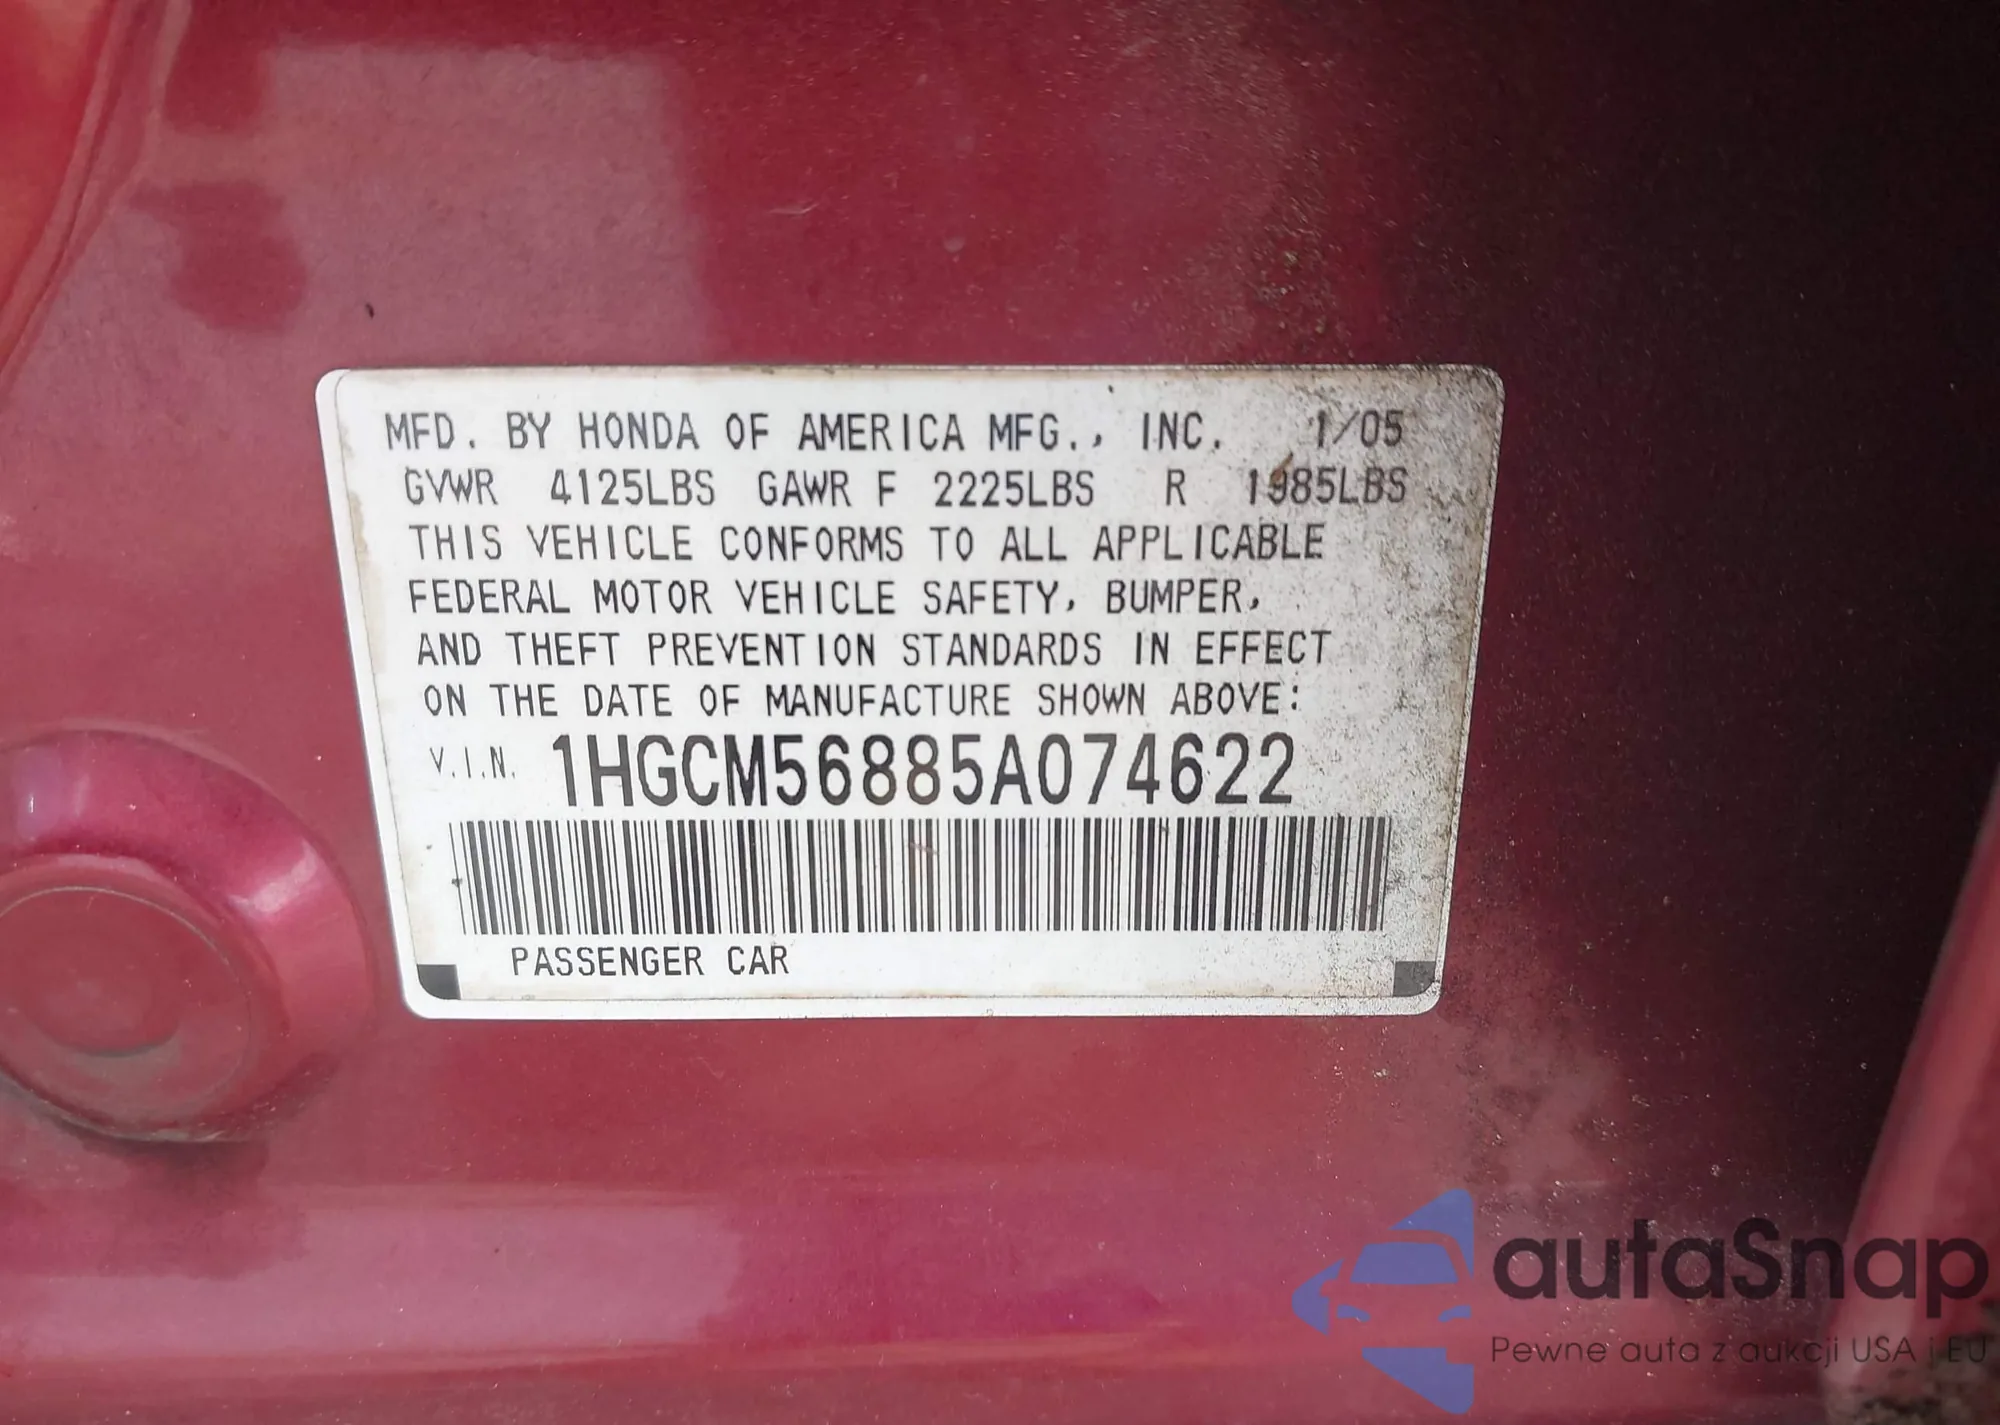 MFD. BY HONDA OF AMERICA MFG., INC. 1/05
GVWR 4125LBS GAWR F 2225LBS R 1985LBS
THIS VEHICLE CONFORMS TO ALL APPLICABLE
FEDERAL MOTOR VEHICLE SAFETY, BUMPER,
AND THEFT PREVENTION STANDARDS IN EFFECT
ON THE DATE OF MANUFACTURE SHOWN ABOVE:
V.I.N. 1HGCM56885A074622
PASSENGER CAR
autaSnap
Pewne auta z aukcji USA i EU